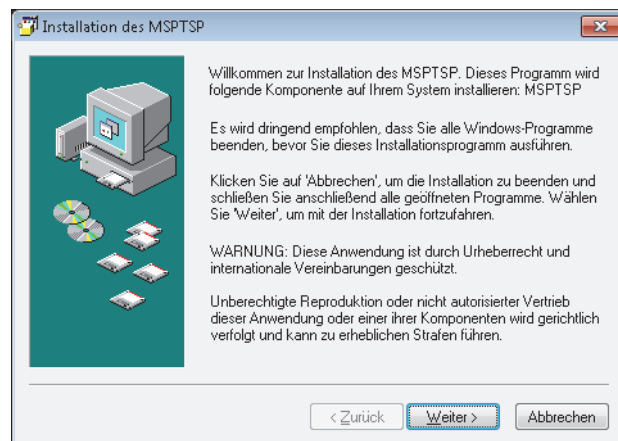 Installation des MSPTSP
Willkommen zur Installation des MSPTSP. Dieses Programm wird
folgende Komponente auf Ihrem System installieren: MSPTSP
Es wird dringend empfohlen, dass Sie alle Windows-Programme
beenden, bevor Sie dieses Installationsprogramm ausführen.
Klicken Sie auf 'Abbrechen', um die Installation zu beenden und
schließen Sie anschließend alle geöffneten Programme. Wählen
Sie 'Weiter', um mit der Installation fortzufahren.
WARNUNG: Diese Anwendung ist durch Urheberrecht und
internationale Vereinbarungen geschützt.
Unberechtigte Reproduktion oder nicht autorisierter Vertrieb
dieser Anwendung oder einer ihrer Komponenten wird gerichtlich
verfolgt und kann zu erheblichen Strafen führen.
< Zurück Weiter > Abbrechen